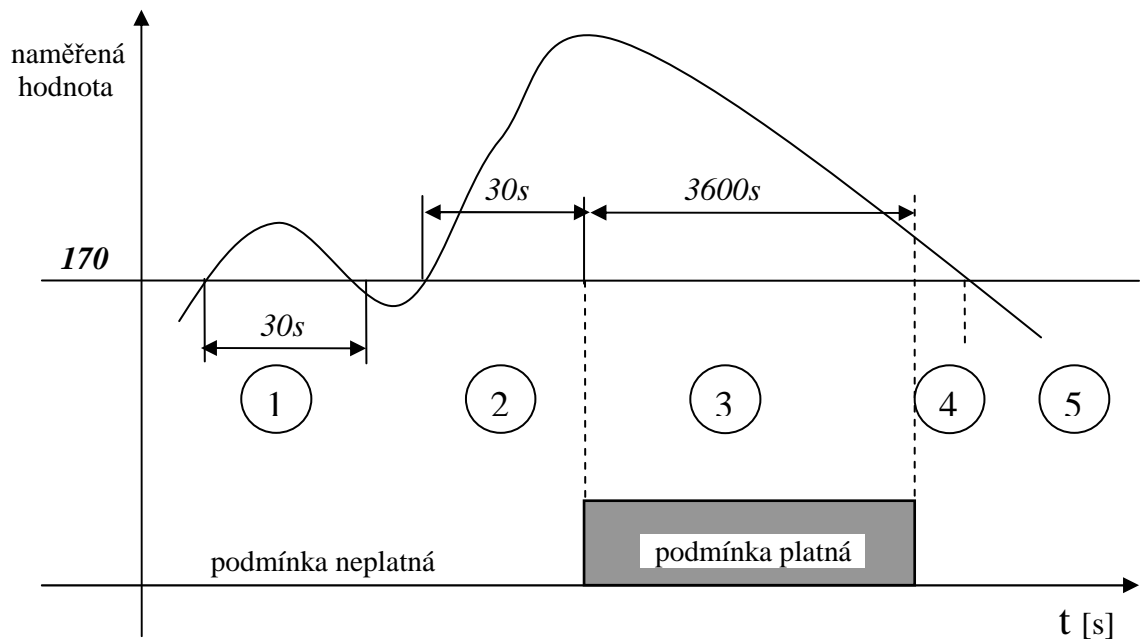 naměřená
hodnota
30s
3600s
170
30s
1
2
3
4
5
podmínka neplatná
podmínka platná
t [s]